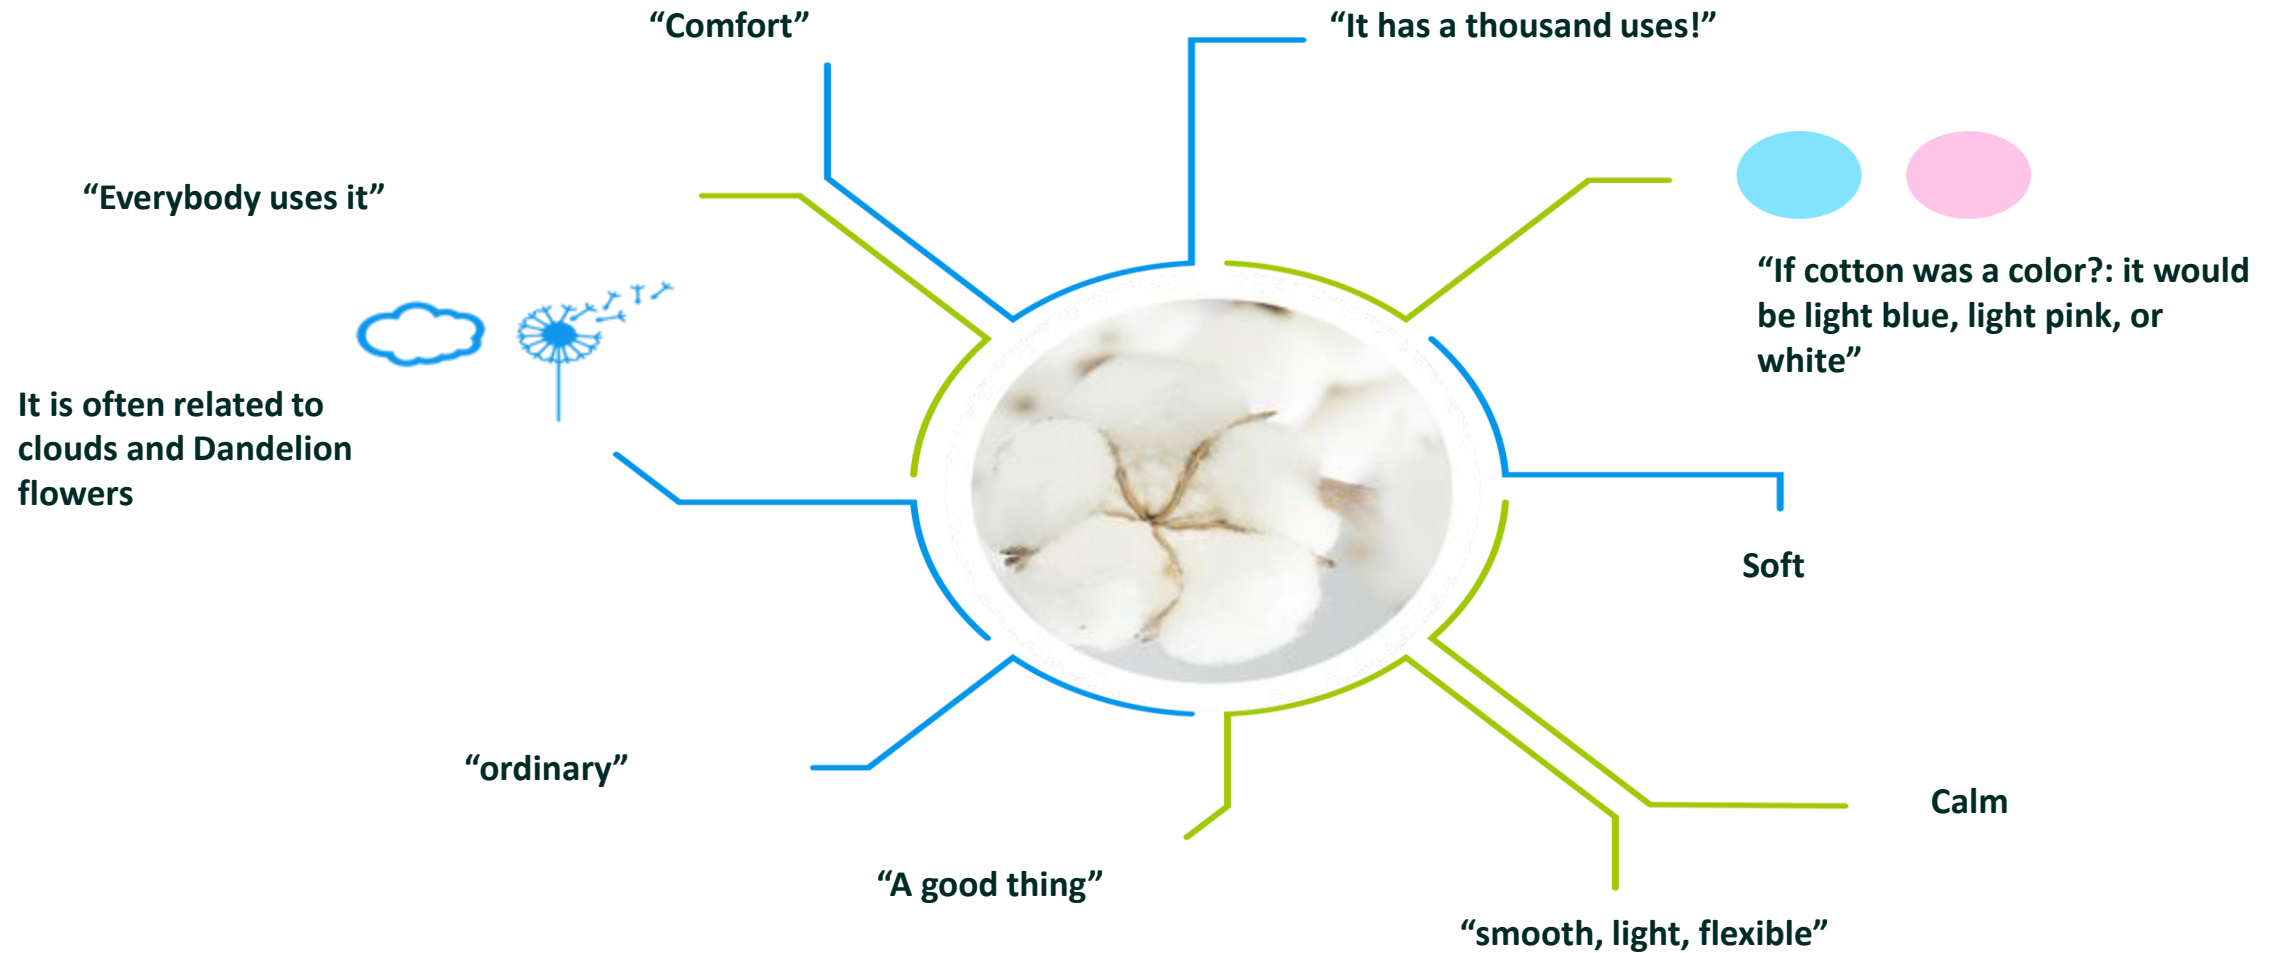 “Comfort”
“It has a thousand uses!”
“Everybody uses it”
“If cotton was a color?: it would
be light blue, light pink, or
white”
It is often related to
clouds and Dandelion
flowers
Soft
“ordinary”
Calm
“A good thing”
“smooth, light, flexible”